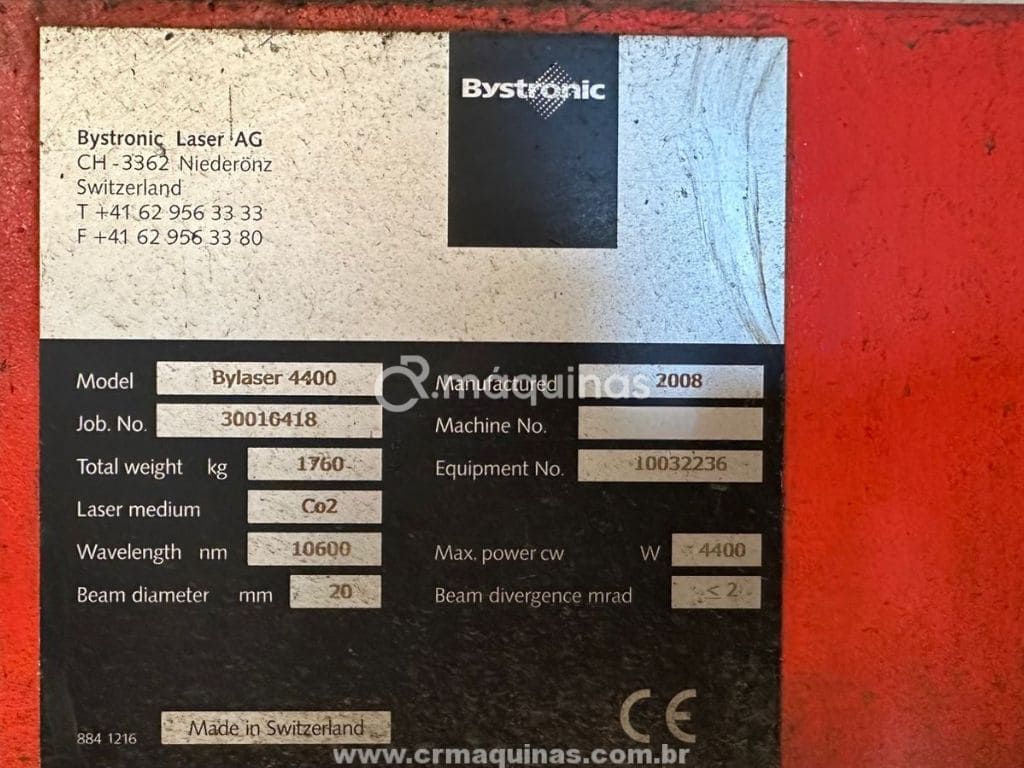 Bystronic
Bystronic Laser AG
CH-3362 Niederönz
Switzerland
T +41 62 956 33 33
F +41 62 956 33 80
CR máquinas
Model Bylaser 4400 Manufactured 2008
Job. No. 30016418 Machine No.
Total weight kg 1760 Equipment No. 10032236
Laser medium Co2
Wavelength nm 10600 Max. power cw W 4400
Beam diameter mm 20 Beam divergence mrad ≤ 2
884 1216 Made in Switzerland CE
www.crmaquinas.com.br